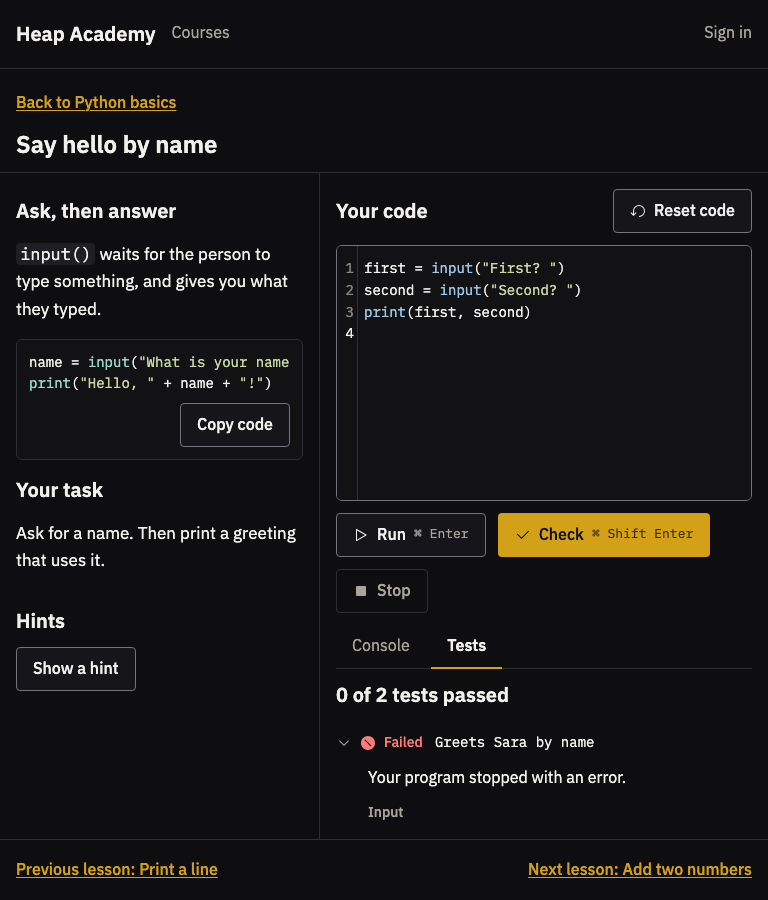 Heap Academy Courses Sign in
Back to Python basics
Say hello by name
Ask, then answer
input() waits for the person to
type something, and gives you what
they typed.
name = input("What is your name
print("Hello, " + name + "!")
Copy code
Your task
Ask for a name. Then print a greeting
that uses it.
Hints
Show a hint
Your code
Reset code
1 first = input("First? ")
2 second = input("Second? ")
3 print(first, second)
4
Run ⌘ Enter
Check ⌘ Shift Enter
Stop
Console Tests
0 of 2 tests passed
Failed Greets Sara by name
Your program stopped with an error.
Input
Previous lesson: Print a line
Next lesson: Add two numbers